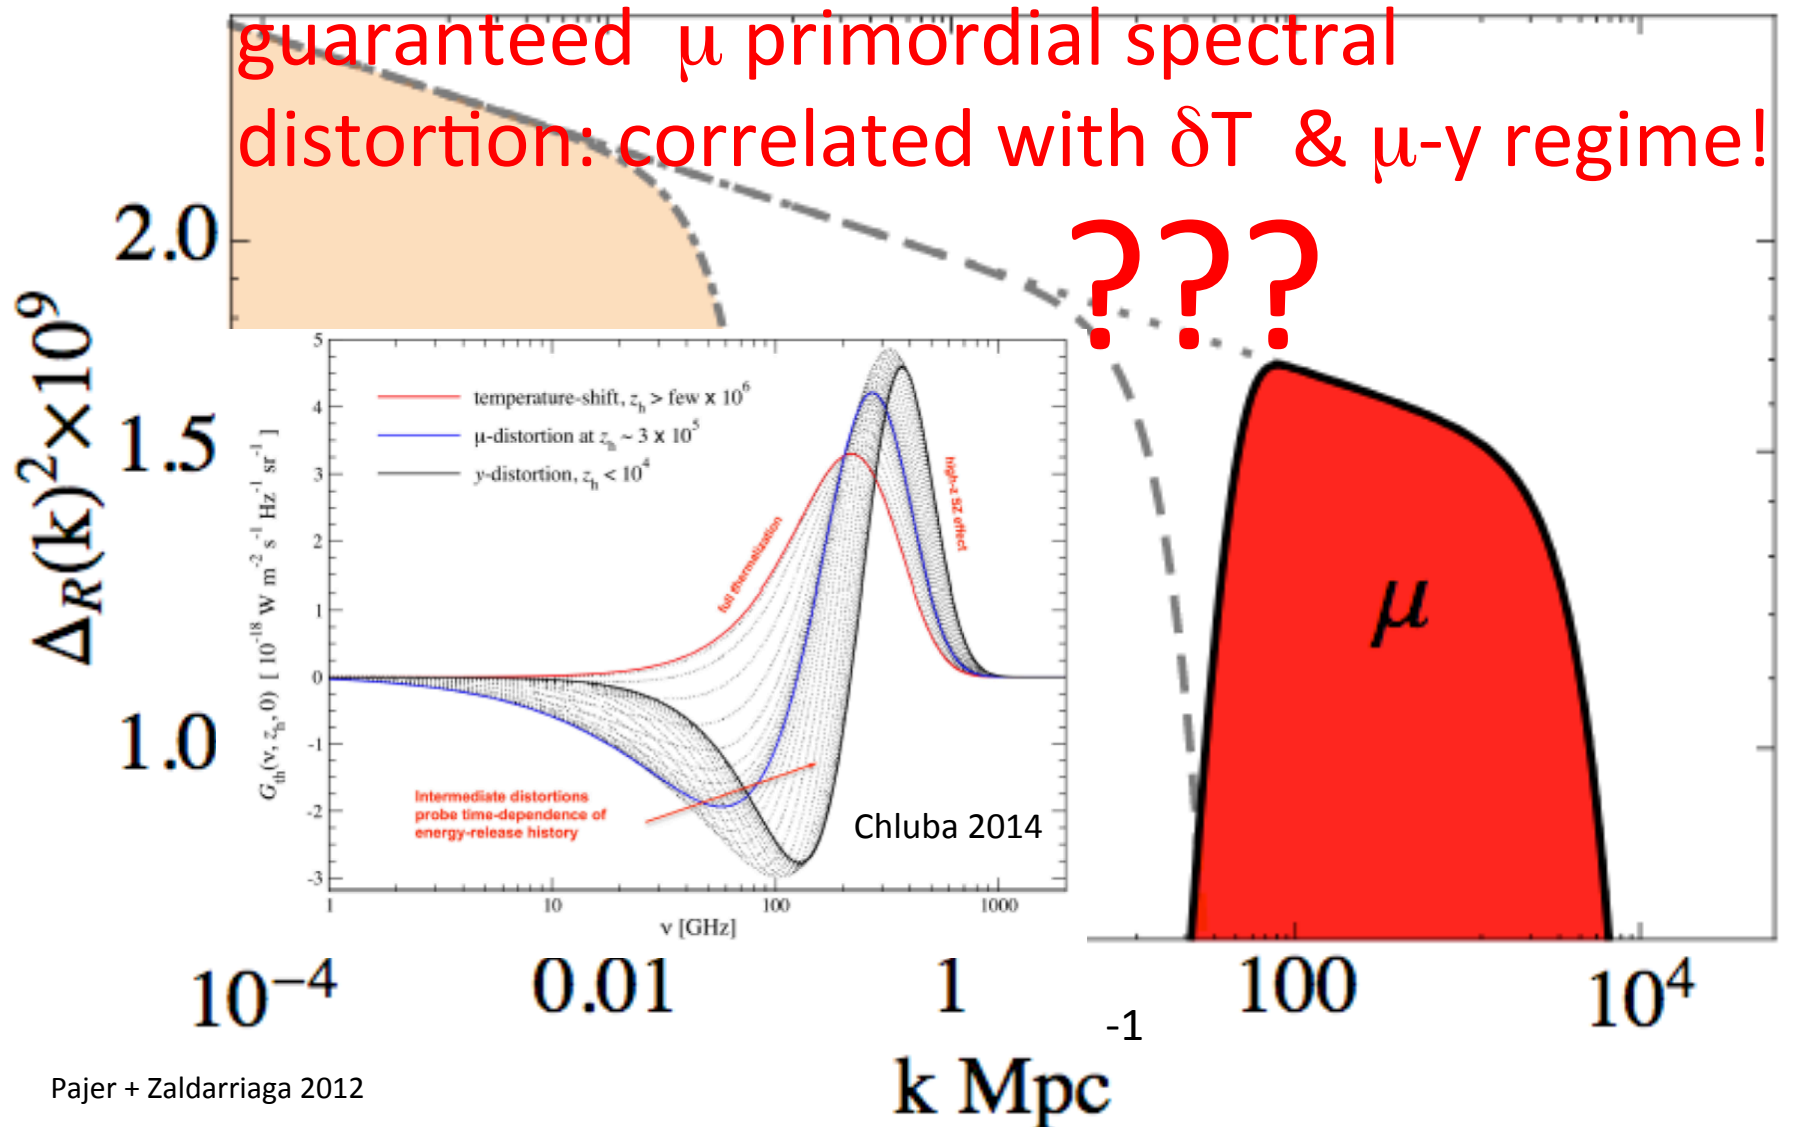 guaranteed μ primordial spectral
distortion: correlated with δT & μ-y regime!
???
2.0
1.5
1.0
Δ_R(k)²×10⁹
5
4
3
2
1
0
-1
-2
-3
G_th(ν, z_h, 0) [ 10⁻¹⁸ W m⁻² s⁻¹ Hz⁻¹ sr⁻¹ ]
temperature-shift, z_h > few x 10⁶
μ-distortion at z_h ~ 3 x 10⁵
y-distortion, z_h < 10⁴
full thermalization
high-z SZ effect
Intermediate distortions
probe time-dependence of
energy-release history
Chluba 2014
1
10
100
1000
ν [GHz]
μ
10⁻⁴
0.01
1
100
10⁴
-1
k Mpc
Pajer + Zaldarriaga 2012